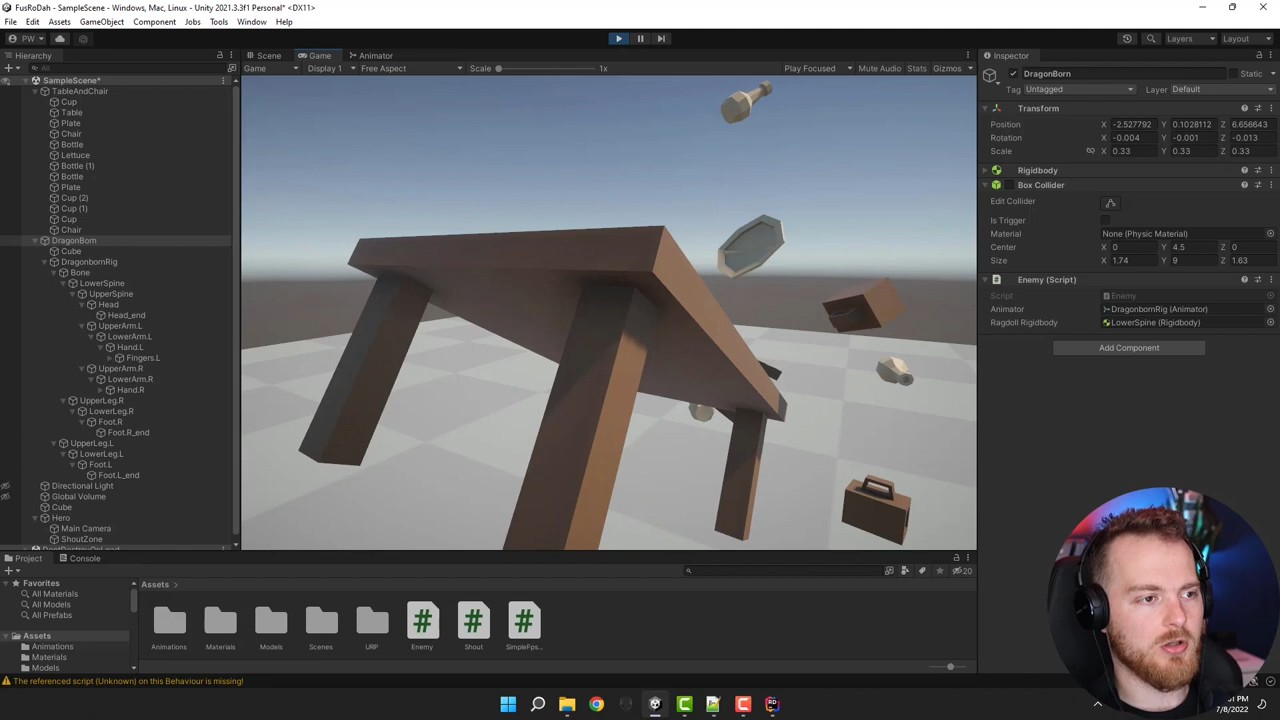 FusRoDah - SampleScene - Windows, Mac, Linux - Unity 2021.3.3f1 Personal* <DX11>
File Edit Assets GameObject Component Jobs Tools Window Help
PW
Layers
Layout
Hierarchy
All
SampleScene*
TableAndChair
Cup
Table
Plate
Chair
Bottle
Lettuce
Bottle (1)
Bottle
Plate
Cup (2)
Cup (1)
Cup
Chair
DragonBorn
Cube
DragonbornRig
Bone
LowerSpine
UpperSpine
Head
Head_end
UpperArm.L
LowerArm.L
Hand.L
Fingers.L
UpperArm.R
LowerArm.R
Hand.R
UpperLeg.R
LowerLeg.R
Foot.R
Foot.R_end
UpperLeg.L
LowerLeg.L
Foot.L
Foot.L_end
Directional Light
Global Volume
Cube
Hero
Main Camera
ShoutZone
DontDestroyOnLoad
Scene Game Animator
Game Display 1 Free Aspect Scale 1x Play Focused Mute Audio Stats Gizmos
Inspector
DragonBorn Static
Tag Untagged Layer Default
Transform
Position X -2.527792 Y 0.1028112 Z 6.656643
Rotation X -0.004 Y -0.001 Z -0.013
Scale X 0.33 Y 0.33 Z 0.33
Rigidbody
Box Collider
Edit Collider
Is Trigger
Material None (Physic Material)
Center X 0 Y 4.5 Z 0
Size X 1.74 Y 9 Z 1.63
Enemy (Script)
Script Enemy
Animator DragonbornRig (Animator)
Ragdoll Rigidbody LowerSpine (Rigidbody)
Add Component
Project Console
20
Favorites
All Materials
All Models
All Prefabs
Assets
Animations
Materials
Models
Assets >
Animations Materials Models Scenes URP Enemy Shout SimpleFps...
The referenced script (Unknown) on this Behaviour is missing!
PM
7/8/2022